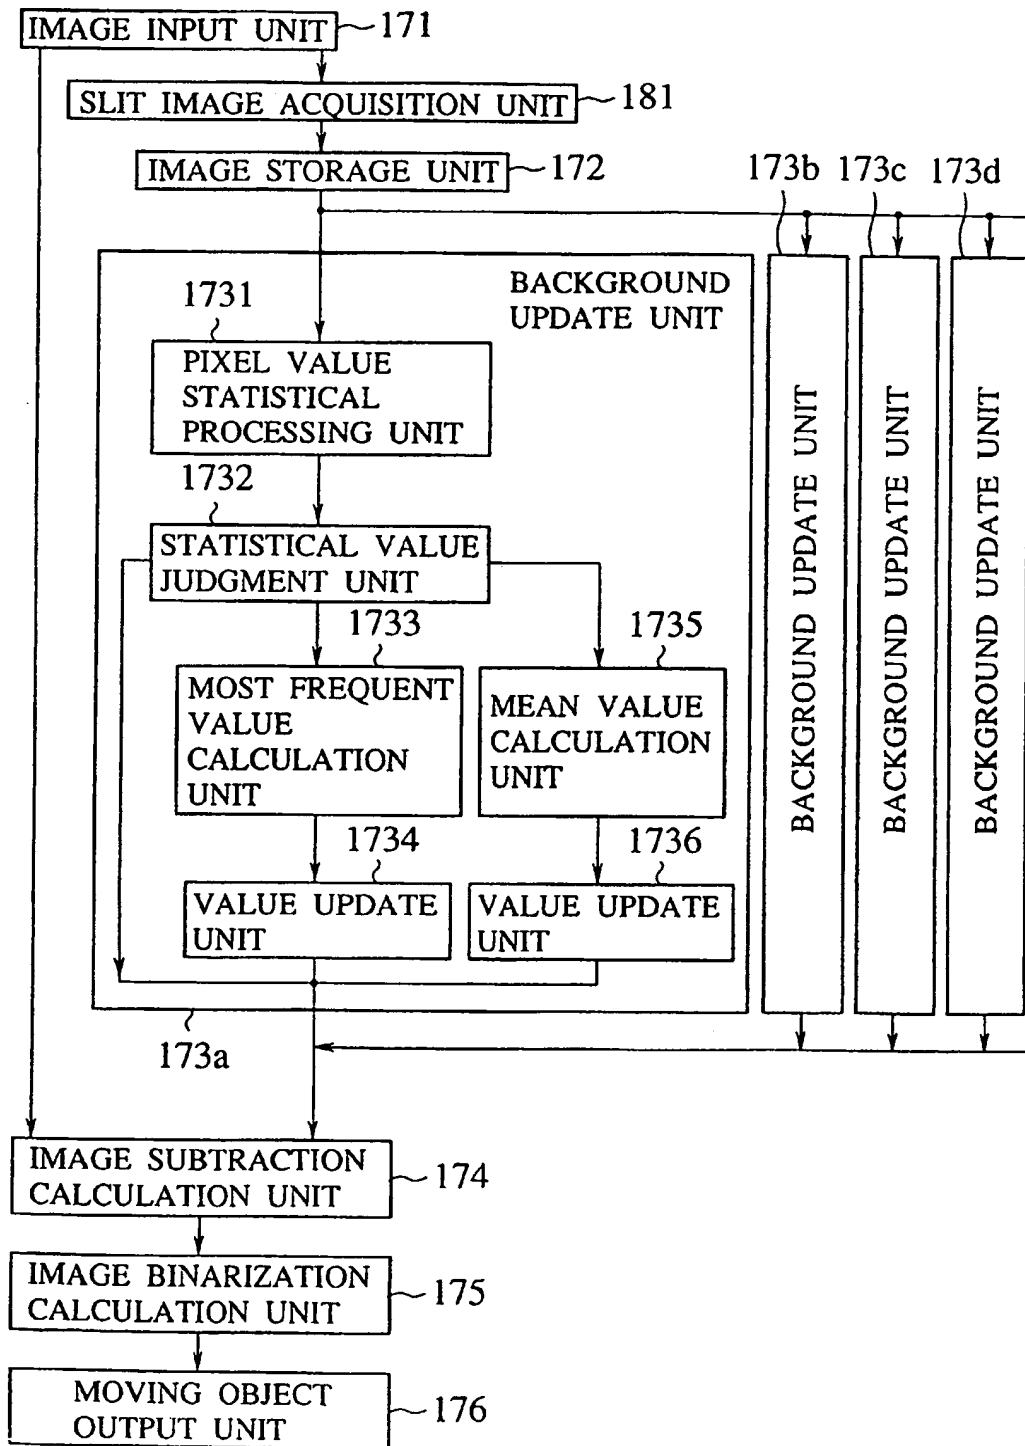 IMAGE INPUT UNIT
171
SLIT IMAGE ACQUISITION UNIT
181
IMAGE STORAGE UNIT
172
173b
173c
173d
BACKGROUND
UPDATE UNIT
1731
PIXEL VALUE
STATISTICAL
PROCESSING UNIT
1732
STATISTICAL VALUE
JUDGMENT UNIT
1733
MOST FREQUENT
VALUE
CALCULATION
UNIT
1735
MEAN VALUE
CALCULATION
UNIT
1734
VALUE UPDATE
UNIT
1736
VALUE UPDATE
UNIT
BACKGROUND UPDATE UNIT
BACKGROUND UPDATE UNIT
BACKGROUND UPDATE UNIT
173a
IMAGE SUBTRACTION
CALCULATION UNIT
174
IMAGE BINARIZATION
CALCULATION UNIT
175
MOVING OBJECT
OUTPUT UNIT
176